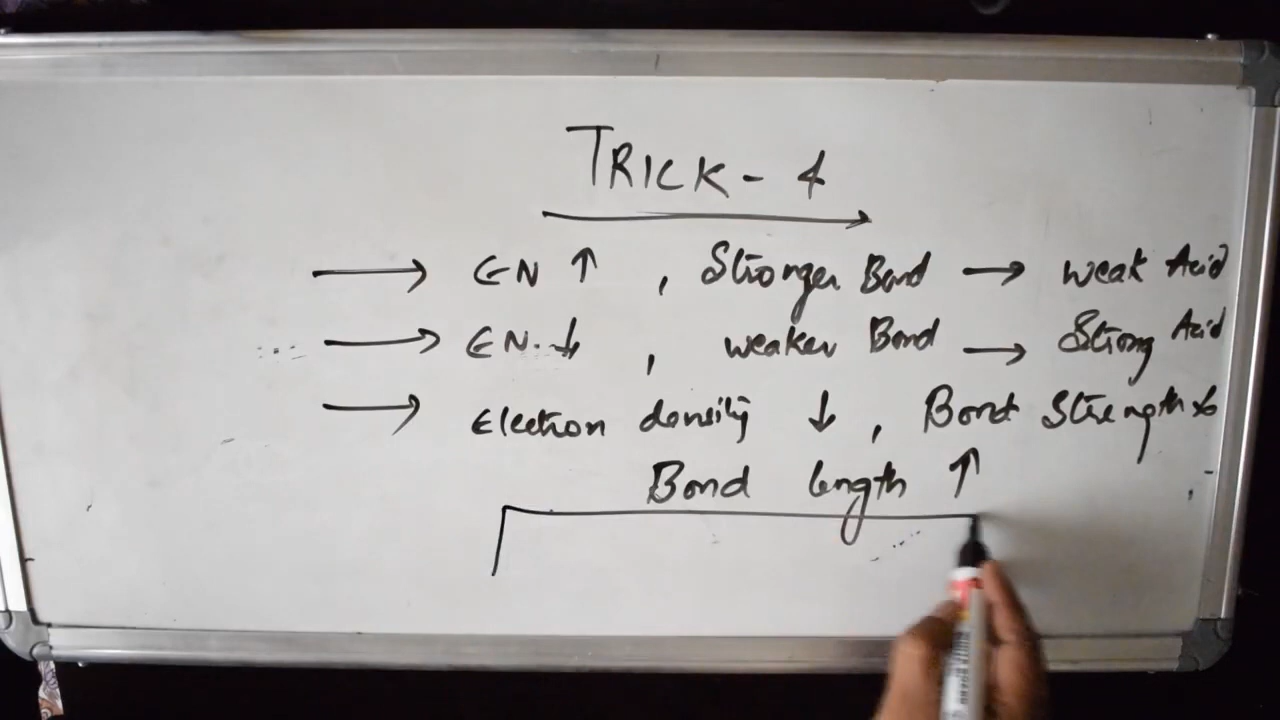 TRICK - 4
→ EN ↑ , Stronger Bond → weak Acid
→ EN. ↓ , weaker Bond → Strong Acid
→ Electron density ↓ , Bond Strength ↓
Bond length ↑